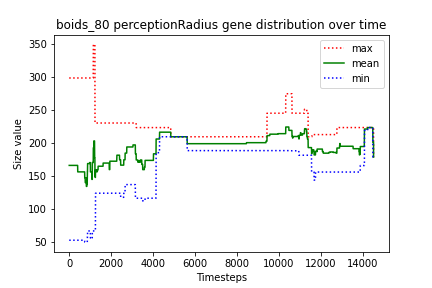 boids_80 perceptionRadius gene distribution over time
max
mean
min
Size value
350
300
250
200
150
100
50
0
2000
4000
6000
8000
10000
12000
14000
Timesteps